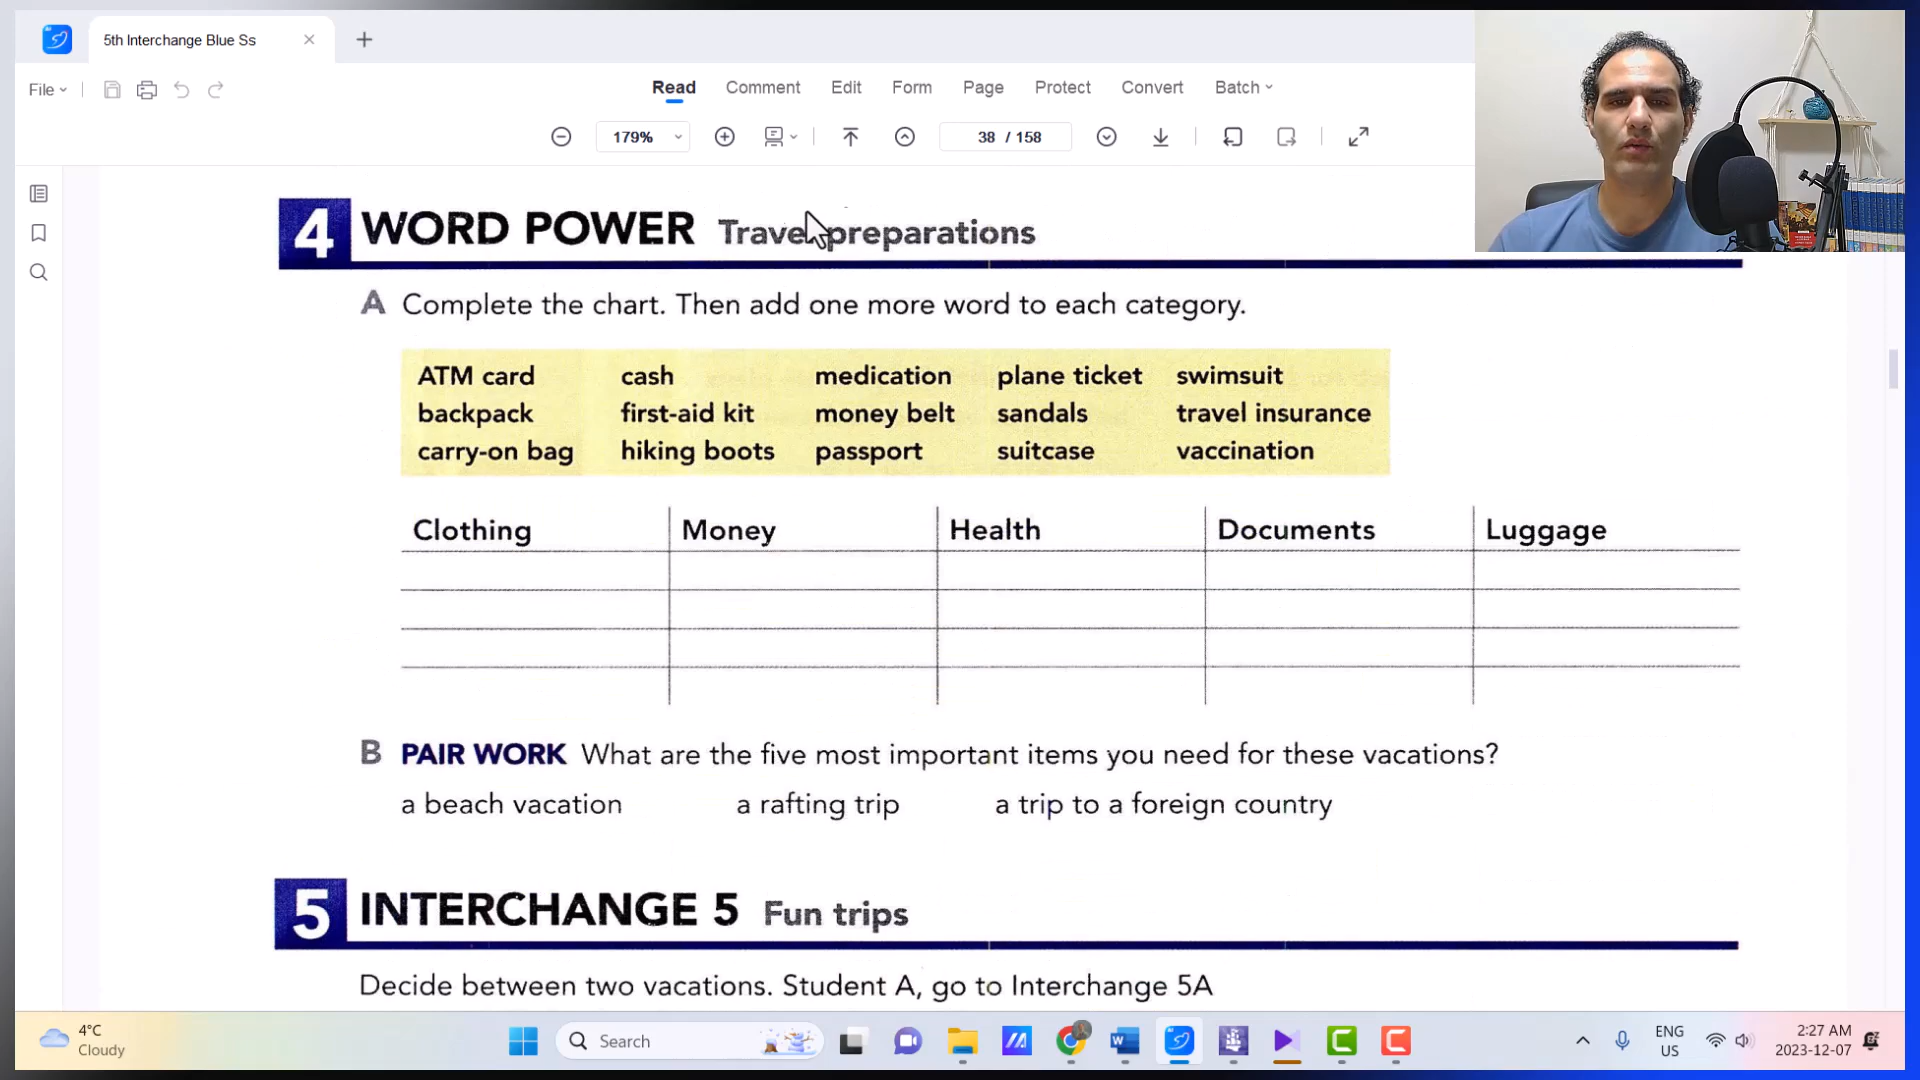 5th Interchange Blue Ss
File
Read Comment Edit Form Page Protect Convert Batch
179% 38 / 158
4 WORD POWER Travel preparations
A Complete the chart. Then add one more word to each category.
ATM card cash medication plane ticket swimsuit
backpack first-aid kit money belt sandals travel insurance
carry-on bag hiking boots passport suitcase vaccination
Clothing Money Health Documents Luggage
B PAIR WORK What are the five most important items you need for these vacations?
a beach vacation a rafting trip a trip to a foreign country
5 INTERCHANGE 5 Fun trips
Decide between two vacations. Student A, go to Interchange 5A
4°C
Cloudy
Search
ENG
US
2:27 AM
2023-12-07